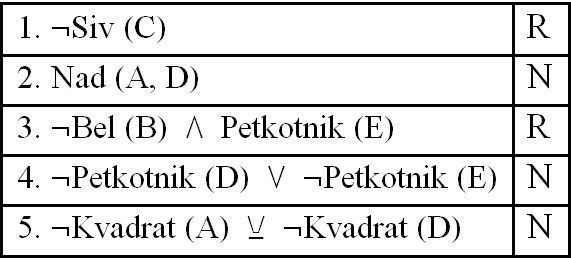 1. ¬Siv (C) R
2. Nad (A, D) N
3. ¬Bel (B) ∧ Petkotnik (E) R
4. ¬Petkotnik (D) ∨ ¬Petkotnik (E) N
5. ¬Kvadrat (A) ⊻ ¬Kvadrat (D) N